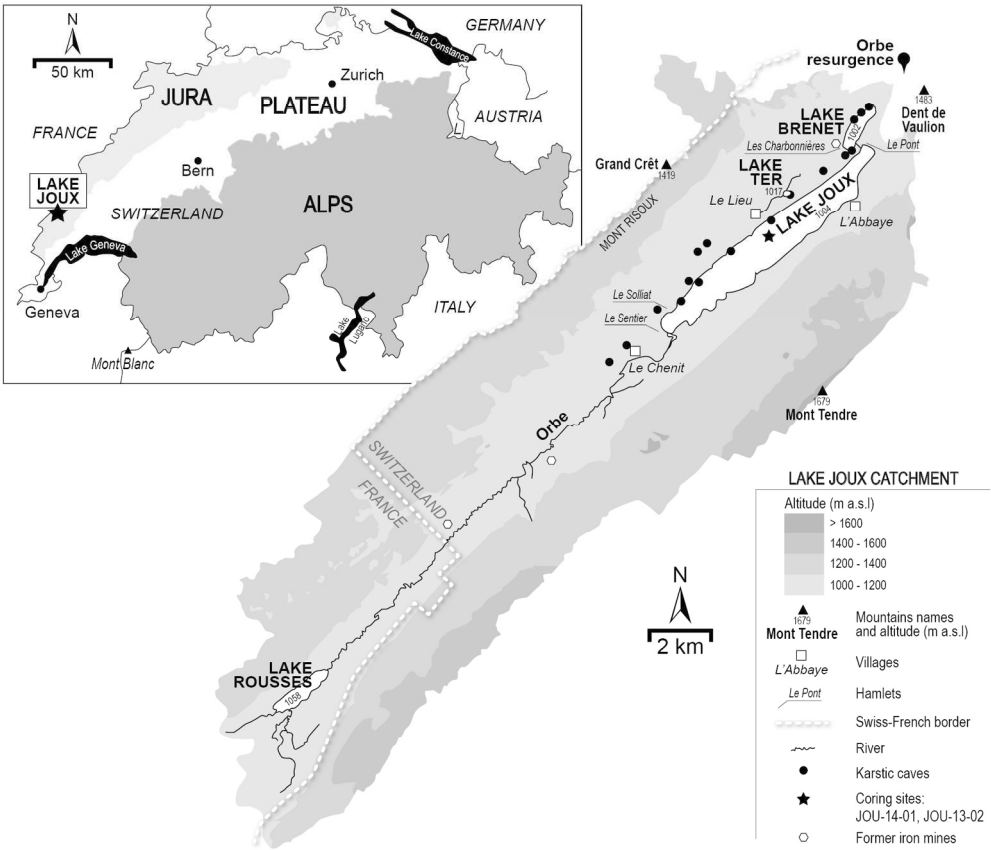 N
50 km
GERMANY
Lake Constance
Zurich
JURA
PLATEAU
AUSTRIA
FRANCE
L
Bern
LAKE
JOUX
ALPS
SWITZERLAND
Lake Geneva
ITALY
Geneva
Lake
Lugano
Mont Blanc
Orbe
resurgence
1483
Dent de
Vaulion
LAKE
BRENET
1002
Les Charbonnières
Le Pont
Grand Crêt
1419
LAKE
TER
1017
LAKE JOUX
1004
Le Lieu
L'Abbaye
MONT RISOUX
Le Solliat
Le Sentier
Le Chenit
1679
Mont Tendre
Orbe
SWITZERLAND
FRANCE
N
2 km
LAKE
ROUSSES
1058
LAKE JOUX CATCHMENT
Altitude (m a.s.l)
> 1600
1400 - 1600
1200 - 1400
1000 - 1200
1679
Mont Tendre
Mountains names
and altitude (m a.s.l)
L'Abbaye
Villages
Le Pont
Hamlets
Swiss-French border
River
Karstic caves
Coring sites:
JOU-14-01, JOU-13-02
Former iron mines